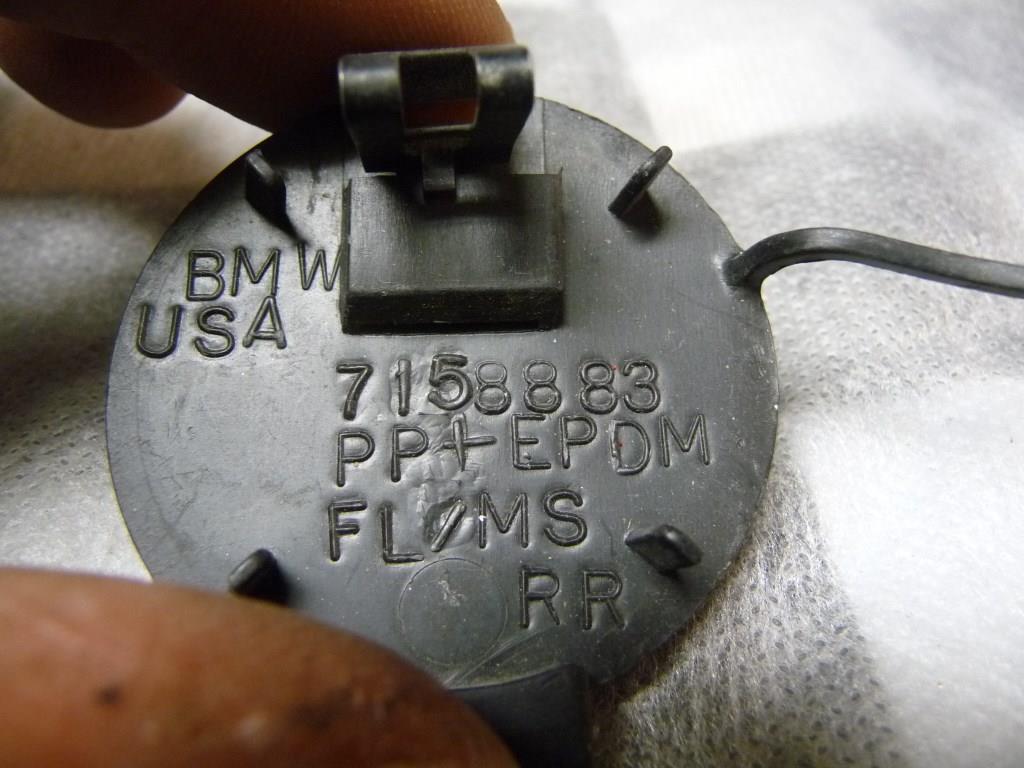 BMW
USA
7158883
PP+EPDM
FL/MS
RR